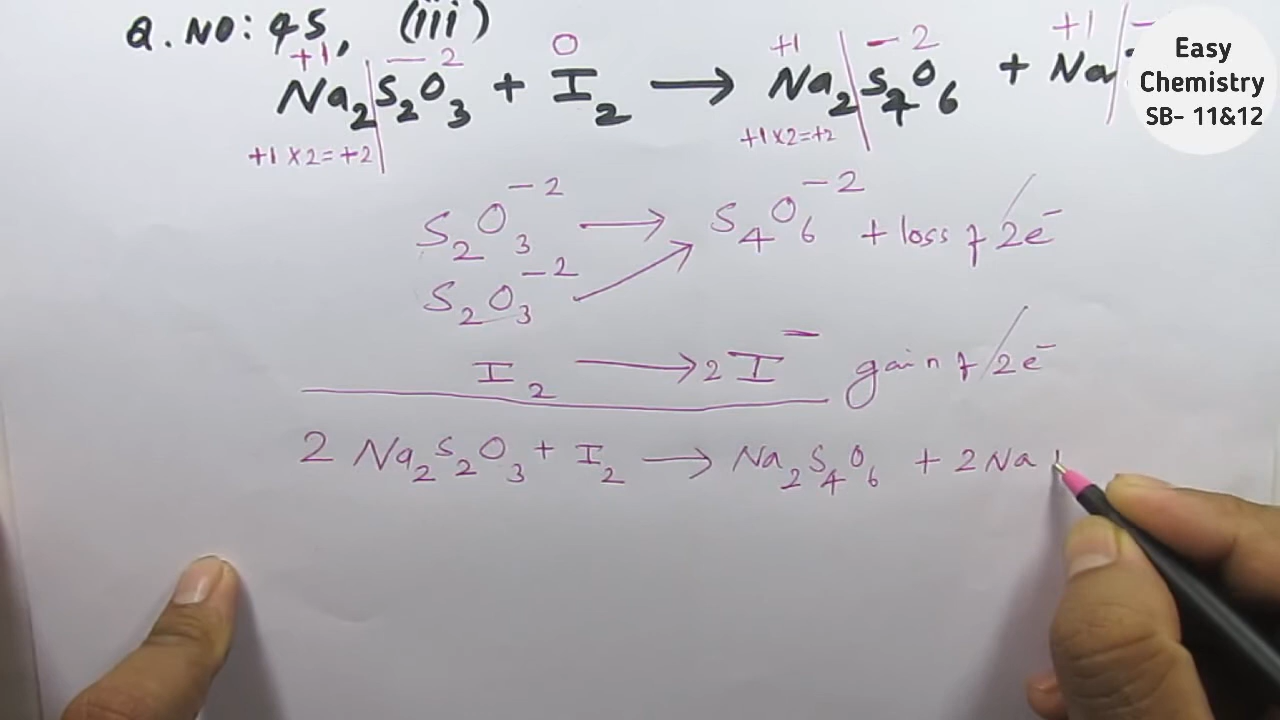 Q. NO: 45, (iii)
+1 -2 0 +1 -2 +1 -
Na2S2O3 + I2 → Na2S4O6 + Na
+1 x 2 = +2 +1 x 2 = +2
S2O3-2 → S4O6-2 + loss of 2e-
S2O3-2
I2 → 2I- gain of 2e-
2 Na2S2O3 + I2 → Na2S4O6 + 2Na
Easy
Chemistry
SB- 11&12